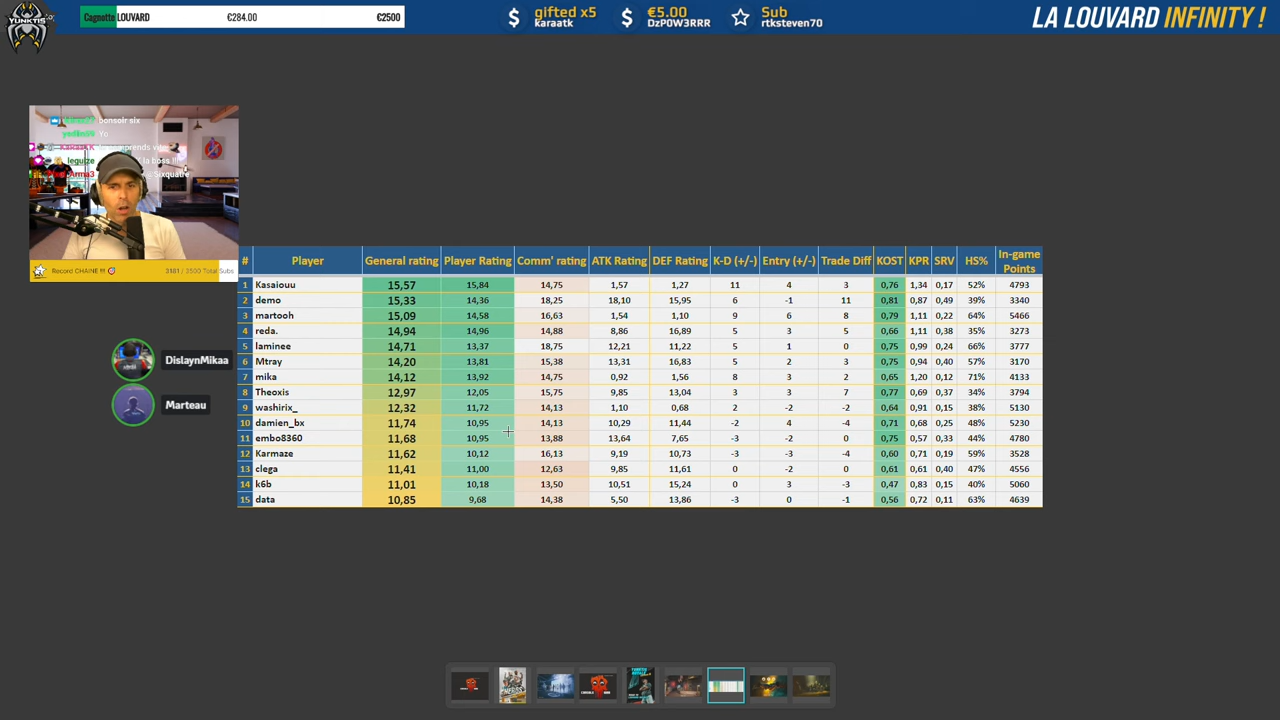 YUNKTIS
Cagnotte LOUVARD €284.00 €2500
gifted x5
Karaatk
€5.00
DzP0W3RRR
Sub
rtksteven70
LA LOUVARD INFINITY !
bonsoir six
Yo
leguize la boss !!!
Sixquatre
Record CHAINE !!! 3181 / 3500 Total Subs
DislaynMikaa
Marteau
# Player General rating Player Rating Comm' rating ATK Rating DEF Rating K-D (+/-) Entry (+/-) Trade Diff KOST KPR SRV HS% In-game Points
1 Kasaiouu 15,57 15,84 14,75 1,57 1,27 11 4 3 0,76 1,34 0,17 52% 4793
2 demo 15,33 14,36 18,25 18,10 15,95 6 -1 11 0,81 0,87 0,49 39% 3340
3 martooh 15,09 14,58 16,63 1,54 1,10 9 6 8 0,79 1,11 0,22 64% 5466
4 reda. 14,94 14,96 14,88 8,86 16,89 5 3 5 0,66 1,11 0,38 35% 3273
5 laminee 14,71 13,37 18,75 12,21 11,22 5 1 0 0,75 0,99 0,24 66% 3777
6 Mtray 14,20 13,81 15,38 13,31 16,83 5 2 3 0,75 0,94 0,40 57% 3170
7 mika 14,12 13,92 14,75 0,92 1,56 8 3 2 0,65 1,20 0,12 71% 4133
8 Theoxis 12,97 12,05 15,75 9,85 13,04 3 3 7 0,77 0,69 0,37 34% 3794
9 washirix_ 12,32 11,72 14,13 1,10 0,68 2 -2 -2 0,64 0,91 0,15 38% 5130
10 damien_bx 11,74 10,95 14,13 10,29 11,44 -2 4 -4 0,71 0,68 0,25 48% 5230
11 embo8360 11,68 10,95 13,88 13,64 7,65 -3 -2 0 0,75 0,57 0,33 44% 4780
12 Karmaze 11,62 10,12 16,13 9,19 10,73 -3 -3 -4 0,60 0,71 0,19 59% 3528
13 clega 11,41 11,00 12,63 9,85 11,61 0 -2 0 0,61 0,61 0,40 47% 4556
14 k6b 11,01 10,18 13,50 10,51 15,24 0 3 -3 0,47 0,83 0,15 40% 5060
15 data 10,85 9,68 14,38 5,50 13,86 -3 0 -1 0,56 0,72 0,11 63% 4639